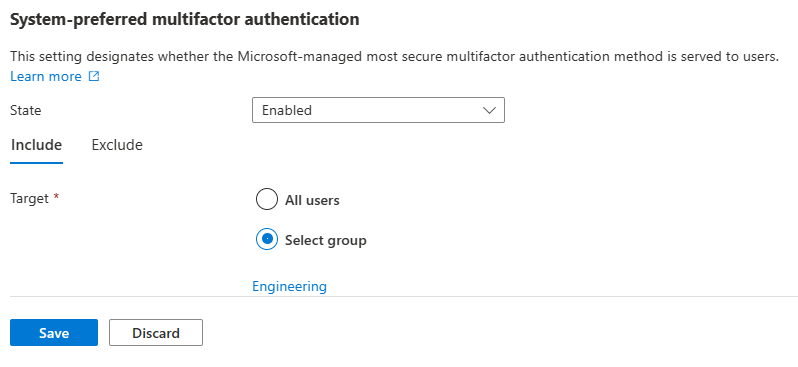 System-preferred multifactor authentication
This setting designates whether the Microsoft-managed most secure multifactor authentication method is served to users.
Learn more
State Enabled
Include Exclude
Target * All users
Select group
Engineering
Save Discard